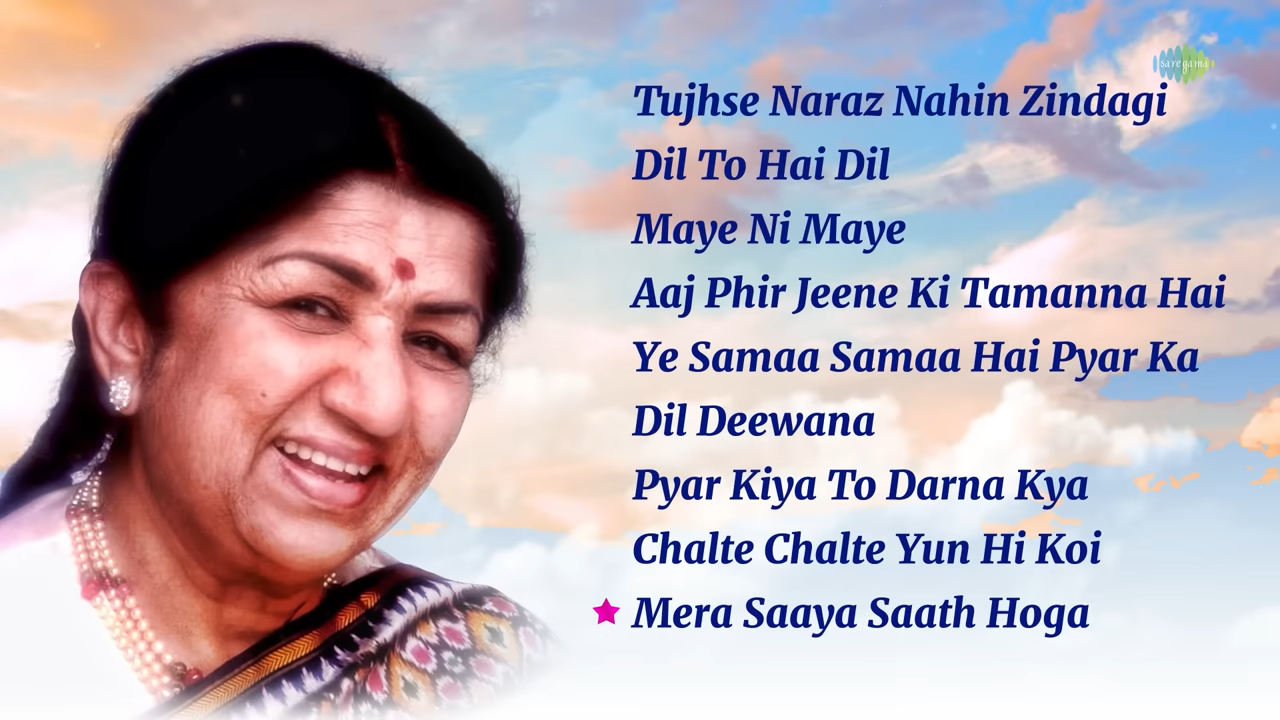 saregama
Tujhse Naraz Nahin Zindagi
Dil To Hai Dil
Maye Ni Maye
Aaj Phir Jeene Ki Tamanna Hai
Ye Samaa Samaa Hai Pyar Ka
Dil Deewana
Pyar Kiya To Darna Kya
Chalte Chalte Yun Hi Koi
Mera Saaya Saath Hoga